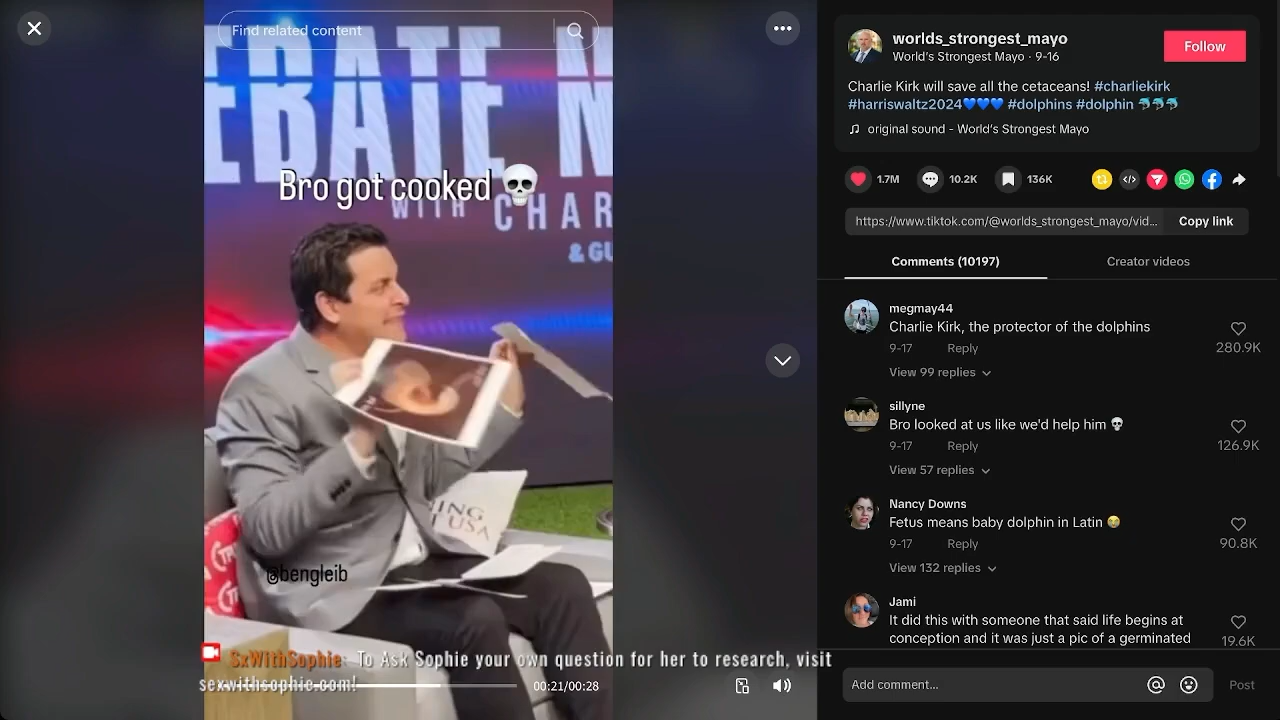 Find related content
EBATE N
Bro got cooked 💀
WITH CHAR
& GU
ING
T USA
@bengleib
SxWithSophie: To Ask Sophie your own question for her to research, visit
sexwithsophie.com!
00:21/00:28
worlds_strongest_mayo
World's Strongest Mayo · 9-16
Follow
Charlie Kirk will save all the cetaceans! #charliekirk
#harriswaltz2024💙💙💙 #dolphins #dolphin 🐬🐬🐬
original sound - World's Strongest Mayo
1.7M
10.2K
136K
https://www.tiktok.com/@worlds_strongest_mayo/vid...
Copy link
Comments (10197)
Creator videos
megmay44
Charlie Kirk, the protector of the dolphins
9-17 Reply
280.9K
View 99 replies
sillyne
Bro looked at us like we'd help him 💀
9-17 Reply
126.9K
View 57 replies
Nancy Downs
Fetus means baby dolphin in Latin 😭
9-17 Reply
90.8K
View 132 replies
Jami
It did this with someone that said life begins at
conception and it was just a pic of a germinated
19.6K
Add comment...
Post